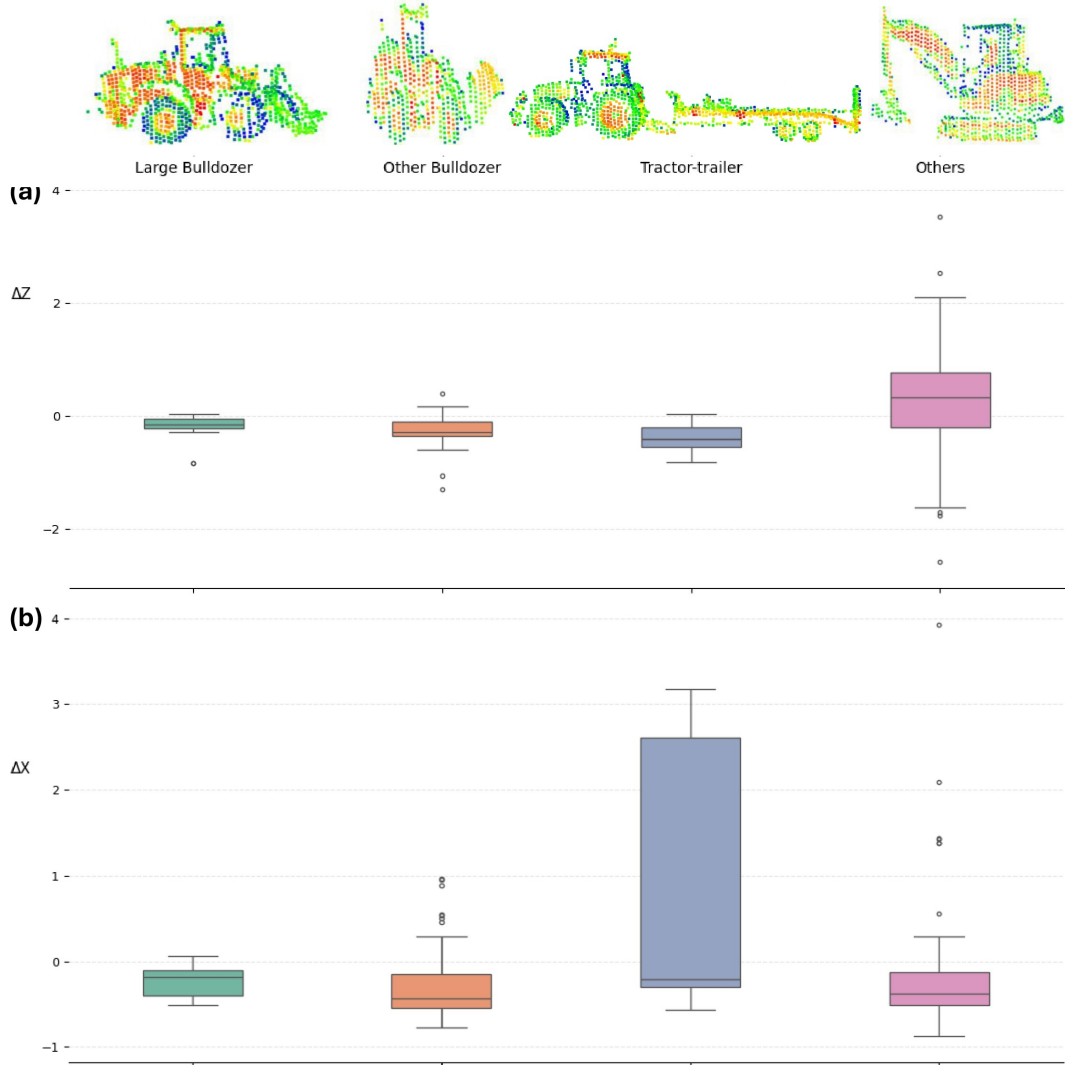 Large Bulldozer Other Bulldozer Tractor-trailer Others
(a)
4
ΔZ
2
0
−2
(b)
4
3
ΔX
2
1
0
−1